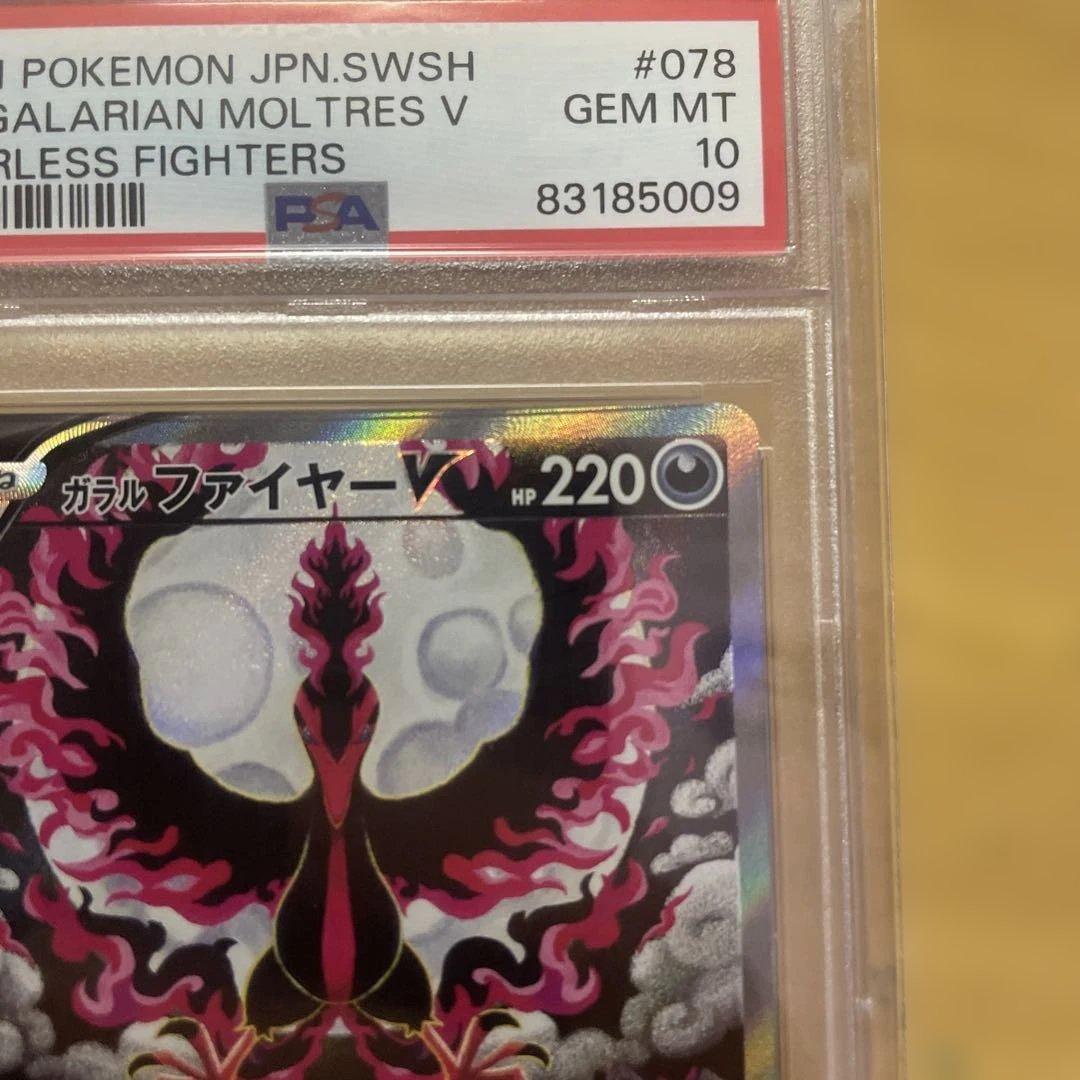 POKEMON JPN.SWSH #078
GALARIAN MOLTRES V GEM MT
RLESS FIGHTERS 10
PSA 83185009
a ガラル ファイヤーV HP 220